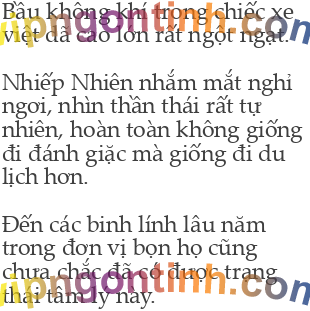 Bầu không khí trong chiếc xe
việt dã cao lớn rất ngột ngạt.
Nhiếp Nhiên nhắm mắt nghỉ
ngơi, nhìn thần thái rất tự
nhiên, hoàn toàn không giống
đi đánh giặc mà giống đi du
lịch hơn.
Đến các binh lính lâu năm
trong đơn vị bọn họ cũng
chưa chắc đã có được trạng
thái tâm lý này.
vipngontinh.com
vipngontinh.com